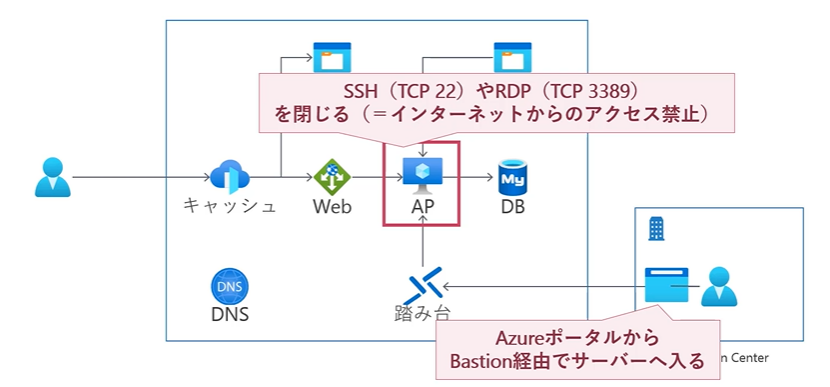 SSH（TCP 22）やRDP（TCP 3389）
を閉じる（＝インターネットからのアクセス禁止）
キャッシュ
Web
AP
My
DB
DNS
DNS
踏み台
Azureポータルから
Bastion経由でサーバーへ入る
Center